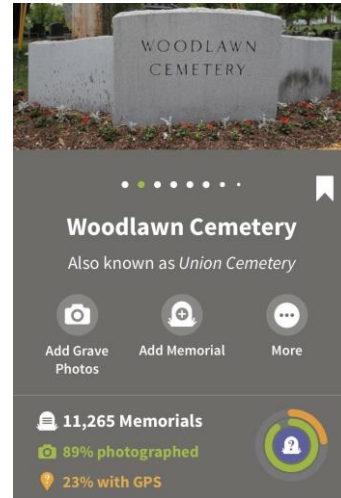 WOODLAWN
CEMETERY
Woodlawn Cemetery
Also known as Union Cemetery
Add Grave
Photos
Add Memorial
More
11,265 Memorials
89% photographed
23% with GPS